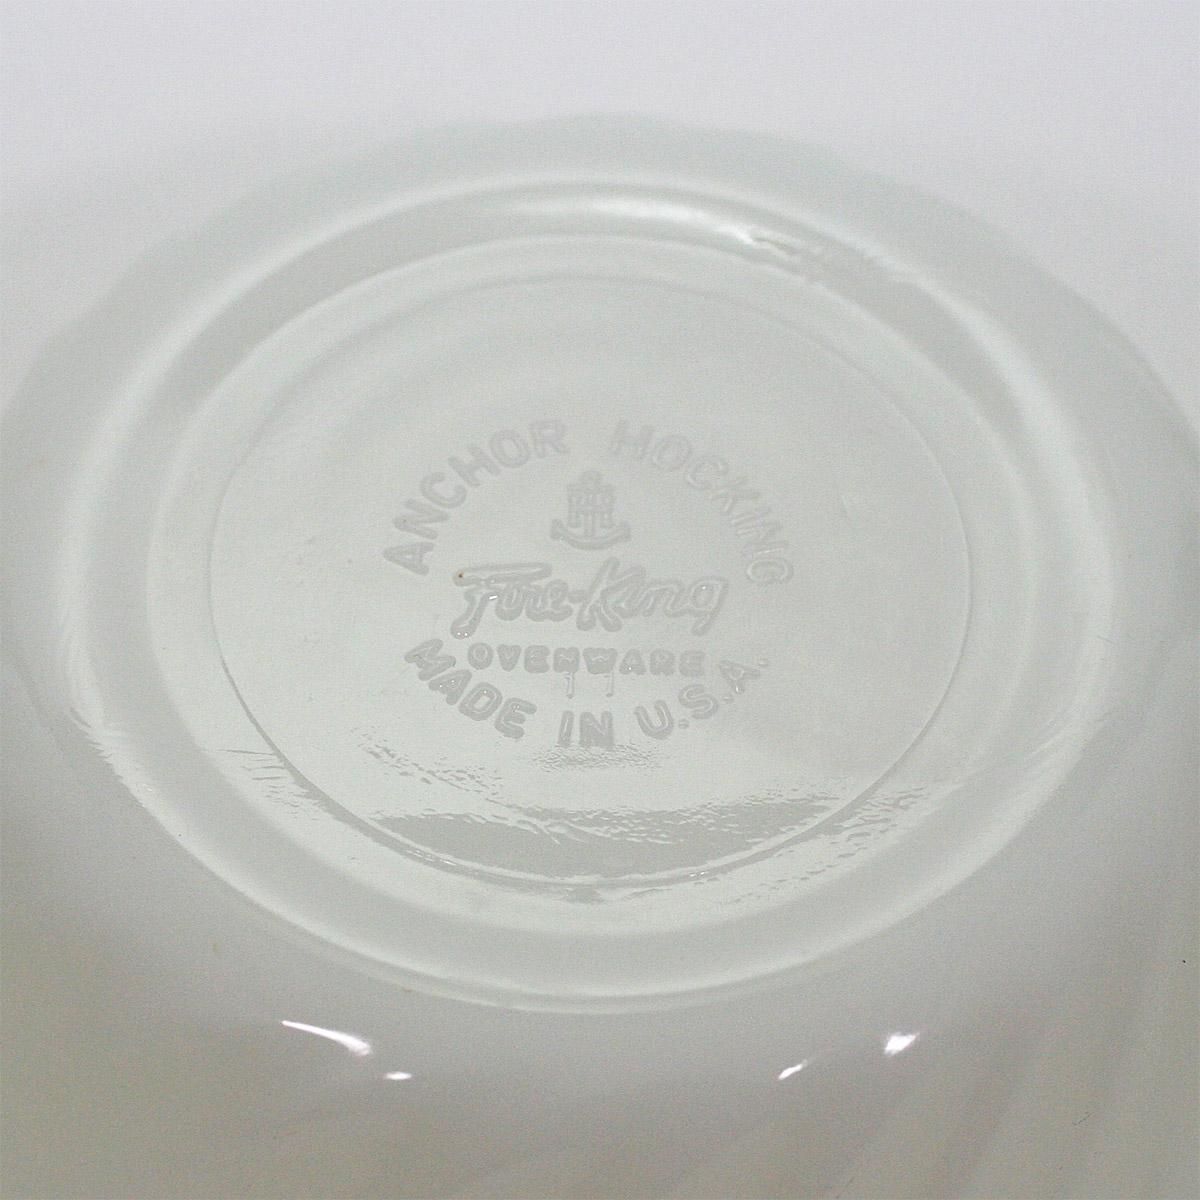 ANCHOR HOCKING
Fire-King
OVENWARE
MADE IN U.S.A.